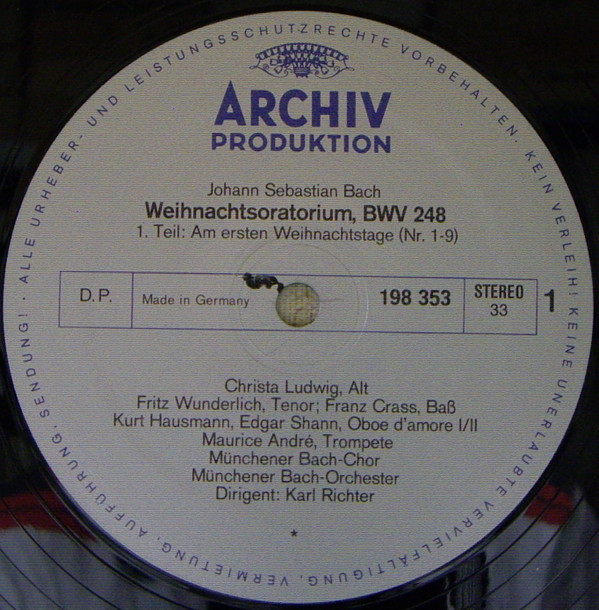 ALLE URHEBER- UND LEISTUNGSSCHUTZRECHTE VORBEHALTEN. KEIN VERLEIH! KEINE UNERLAUBTE VERVIELFÄLTIGUNG, VERMIETUNG, AUFFÜHRUNG, SENDUNG! ·
ARCHIV
PRODUKTION
Johann Sebastian Bach
Weihnachtsoratorium, BWV 248
1. Teil: Am ersten Weihnachtstage (Nr. 1-9)
D.P. Made in Germany 198 353 STEREO 1
33
Christa Ludwig, Alt
Fritz Wunderlich, Tenor; Franz Crass, Baß
Kurt Hausmann, Edgar Shann, Oboe d'amore I/II
Maurice André, Trompete
Münchener Bach-Chor
Münchener Bach-Orchester
Dirigent: Karl Richter
*